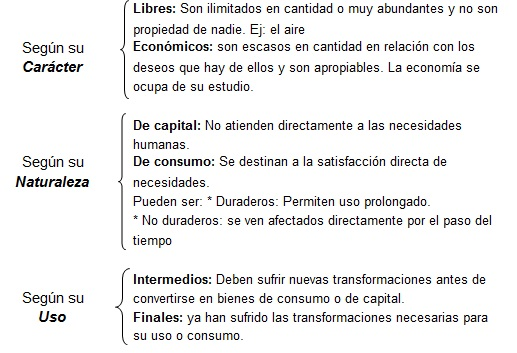 Según su
Carácter
Libres: Son ilimitados en cantidad o muy abundantes y no son
propiedad de nadie. Ej: el aire
Económicos: son escasos en cantidad en relación con los
deseos que hay de ellos y son apropiables. La economía se
ocupa de su estudio.
Según su
Naturaleza
De capital: No atienden directamente a las necesidades
humanas.
De consumo: Se destinan a la satisfacción directa de
necesidades.
Pueden ser: * Duraderos: Permiten uso prolongado.
* No duraderos: se ven afectados directamente por el paso del
tiempo
Según su
Uso
Intermedios: Deben sufrir nuevas transformaciones antes de
convertirse en bienes de consumo o de capital.
Finales: ya han sufrido las transformaciones necesarias para
su uso o consumo.